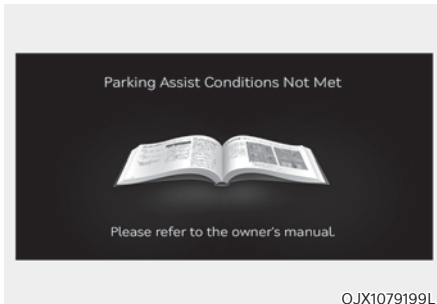 Parking Assist Conditions Not Met
Please refer to the owner's manual.
OJX1079199L